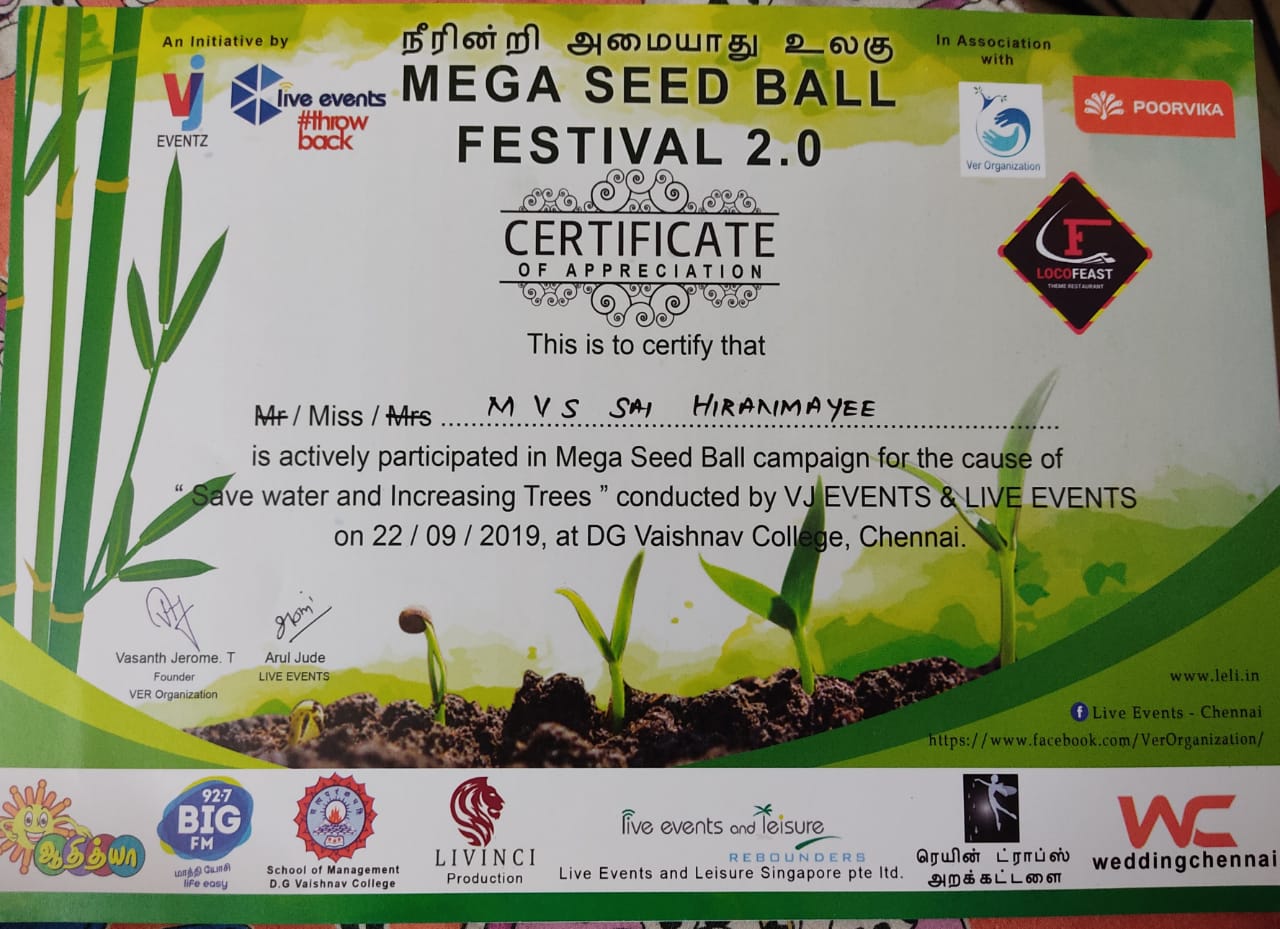 An Initiative by
VJ
EVENTZ
live events
#throw
back
நீரின்றி அமையாது உலகு
MEGA SEED BALL
FESTIVAL 2.0
In Association
with
Ver Organization
POORVIKA
F
LOCOFEAST
THEME RESTAURANT
CERTIFICATE
OF APPRECIATION
This is to certify that
Mr / Miss / Mrs M V S SAI HIRANMAYEE
is actively participated in Mega Seed Ball campaign for the cause of
“ Save water and Increasing Trees ” conducted by VJ EVENTS & LIVE EVENTS
on 22 / 09 / 2019, at DG Vaishnav College, Chennai.
Vasanth Jerome. T
Founder
VER Organization
Arul Jude
LIVE EVENTS
www.leli.in
Live Events - Chennai
https://www.facebook.com/VerOrganization/
ஆதித்யா
92.7
BIG
FM
மாத்தி யோசி
life easy
School of Management
D.G Vaishnav College
LIVINCI
Production
live events and leisure
REBOUNDERS
Live Events and Leisure Singapore pte ltd.
ரெயின் ட்ராப்ஸ்
அறக்கட்டளை
WC
weddingchennai